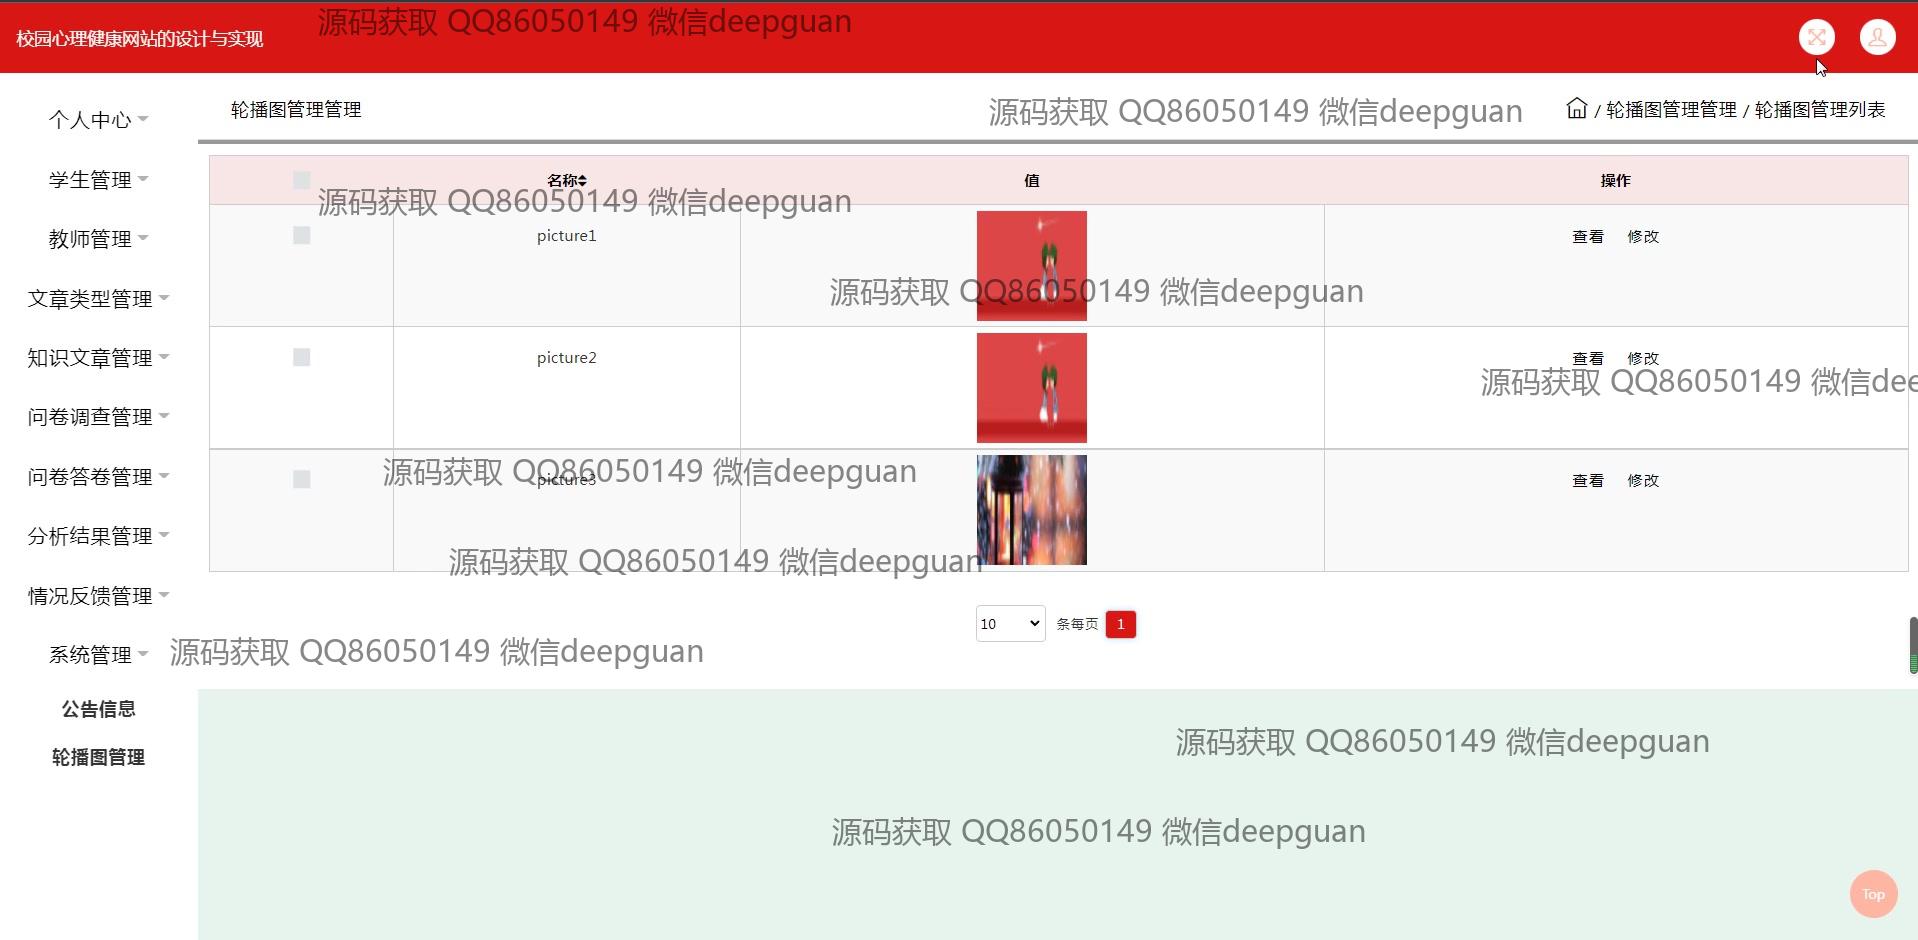 源码获取 QQ86050149 微信deepguan
校园心理健康网站的设计与实现
个人中心
学生管理
教师管理
文章类型管理
知识文章管理
问卷调查管理
问卷答卷管理
分析结果管理
情况反馈管理
系统管理
公告信息
轮播图管理
轮播图管理管理
源码获取 QQ86050149 微信deepguan
/ 轮播图管理管理 / 轮播图管理列表
名称 值 操作
源码获取 QQ86050149 微信deepguan
picture1 查看 修改
源码获取 QQ86050149 微信deepguan
picture2 查看 修改
源码获取 QQ86050149 微信dee
源码获取 QQ86050149 微信deepguan
picture3 查看 修改
源码获取 QQ86050149 微信deepguan
10 条每页 1
源码获取 QQ86050149 微信deepguan
源码获取 QQ86050149 微信deepguan
源码获取 QQ86050149 微信deepguan
Top